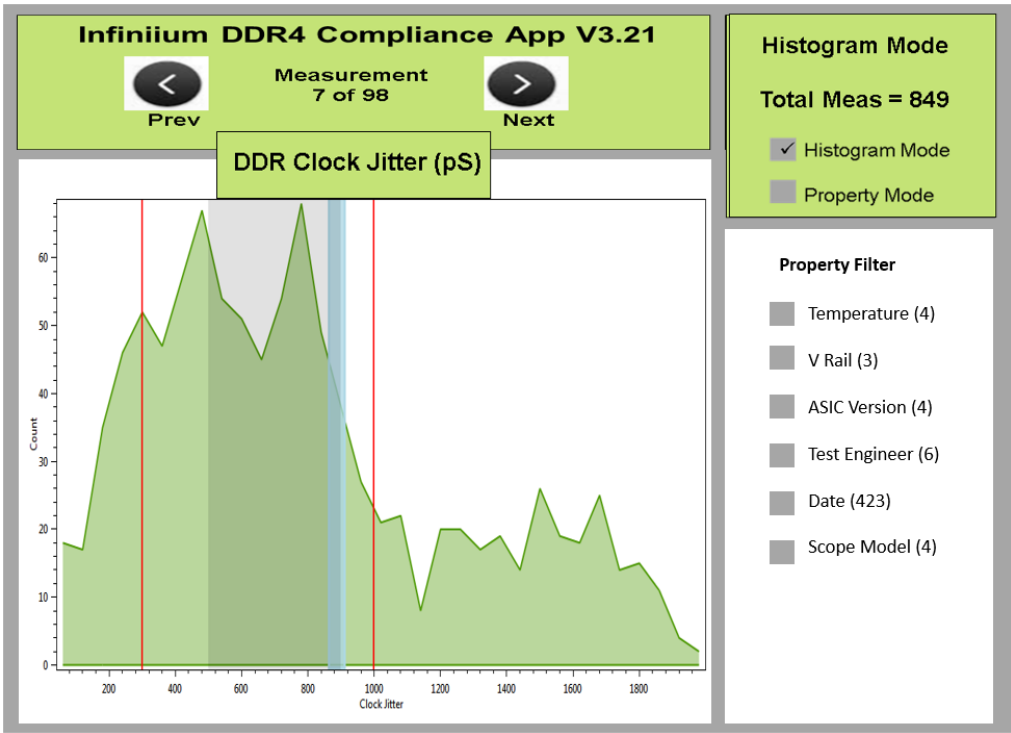 Infiniium DDR4 Compliance App V3.21
Measurement
7 of 98
Prev
Next
Histogram Mode
Total Meas = 849
Histogram Mode
Property Mode
DDR Clock Jitter (pS)
Count
60
50
40
30
20
10
0
200 400 600 800 1000 1200 1400 1600 1800
Clock Jitter
Property Filter
Temperature (4)
V Rail (3)
ASIC Version (4)
Test Engineer (6)
Date (423)
Scope Model (4)